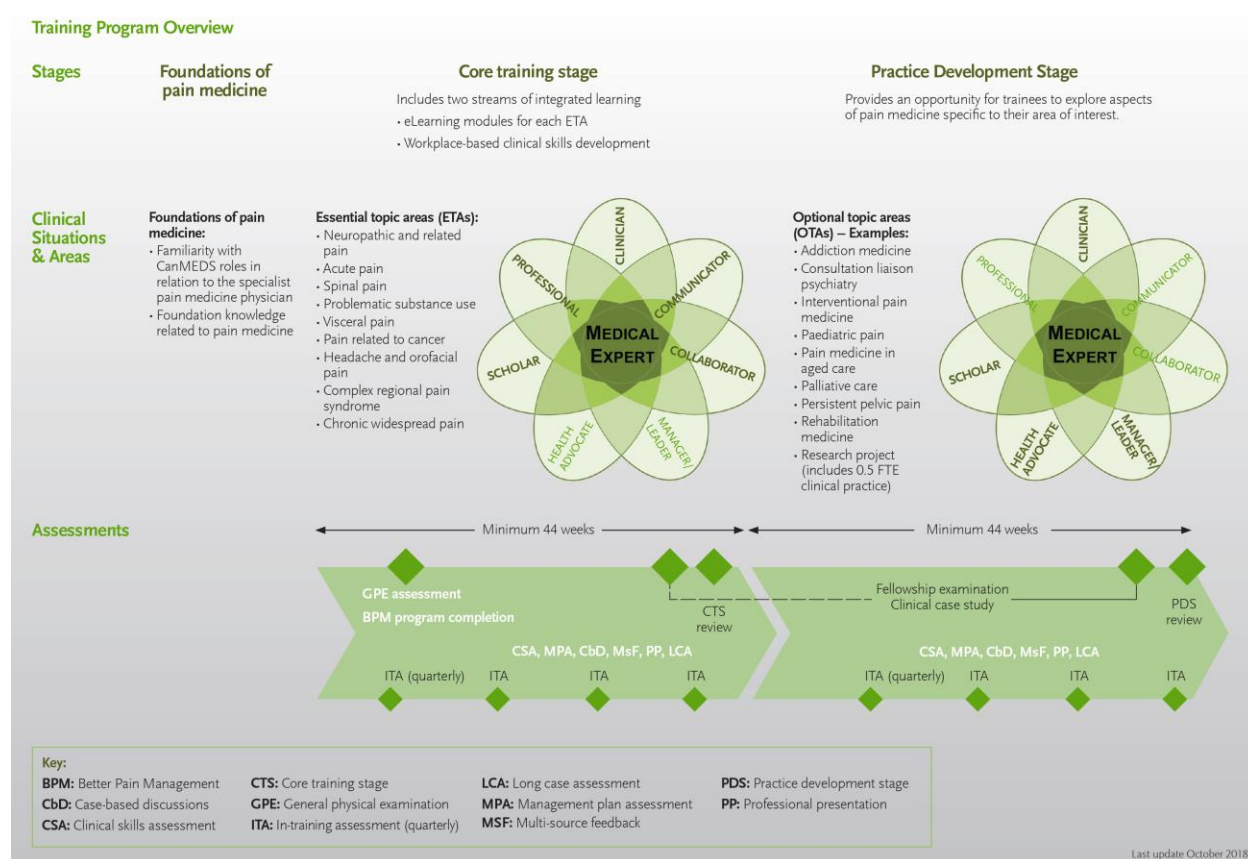 Training Program Overview
Stages
Foundations of
pain medicine
Core training stage
Includes two streams of integrated learning
• eLearning modules for each ETA
• Workplace-based clinical skills development
Practice Development Stage
Provides an opportunity for trainees to explore aspects
of pain medicine specific to their area of interest.
Clinical
Situations
& Areas
Foundations of pain
medicine:
• Familiarity with
CanMEDS roles in
relation to the specialist
pain medicine physician
• Foundation knowledge
related to pain medicine
Essential topic areas (ETAs):
• Neuropathic and related
pain
• Acute pain
• Spinal pain
• Problematic substance use
• Visceral pain
• Pain related to cancer
• Headache and orofacial
pain
• Complex regional pain
syndrome
• Chronic widespread pain
CLINICIAN
PROFESSIONAL
COMMUNICATOR
MEDICAL
EXPERT
SCHOLAR
COLLABORATOR
HEALTH
ADVOCATE
MANAGER/
LEADER
Optional topic areas
(OTAs) – Examples:
• Addiction medicine
• Consultation liaison
psychiatry
• Interventional pain
medicine
• Paediatric pain
• Pain medicine in
aged care
• Palliative care
• Persistent pelvic pain
• Rehabilitation
medicine
• Research project
(includes 0.5 FTE
clinical practice)
CLINICIAN
PROFESSIONAL
COMMUNICATOR
MEDICAL
EXPERT
SCHOLAR
COLLABORATOR
HEALTH
ADVOCATE
MANAGER/
LEADER
Assessments
Minimum 44 weeks
Minimum 44 weeks
GPE assessment
BPM program completion
CTS
review
Fellowship examination
Clinical case study
PDS
review
CSA, MPA, CbD, MsF, PP, LCA
CSA, MPA, CbD, MsF, PP, LCA
ITA (quarterly)
ITA
ITA
ITA
ITA (quarterly)
ITA
ITA
ITA
Key:
BPM: Better Pain Management
CbD: Case-based discussions
CSA: Clinical skills assessment
CTS: Core training stage
GPE: General physical examination
ITA: In-training assessment (quarterly)
LCA: Long case assessment
MPA: Management plan assessment
MSF: Multi-source feedback
PDS: Practice development stage
PP: Professional presentation
Last update October 2018